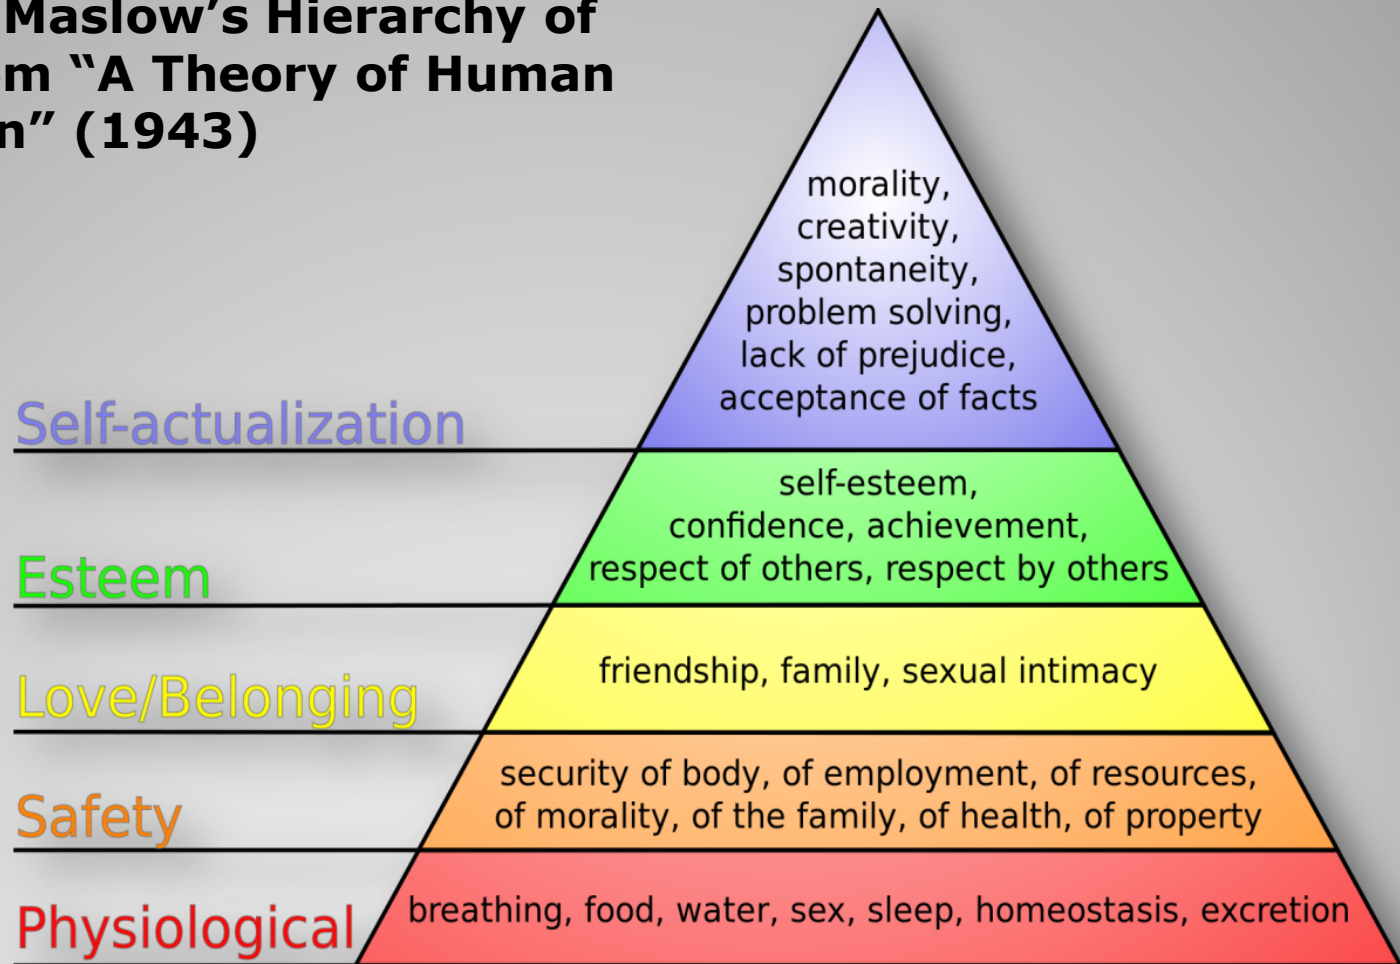 Maslow’s Hierarchy of
m “A Theory of Human
n” (1943)
morality,
creativity,
spontaneity,
problem solving,
lack of prejudice,
acceptance of facts
Self-actualization
self-esteem,
confidence, achievement,
respect of others, respect by others
Esteem
friendship, family, sexual intimacy
Love/Belonging
security of body, of employment, of resources,
of morality, of the family, of health, of property
Safety
breathing, food, water, sex, sleep, homeostasis, excretion
Physiological